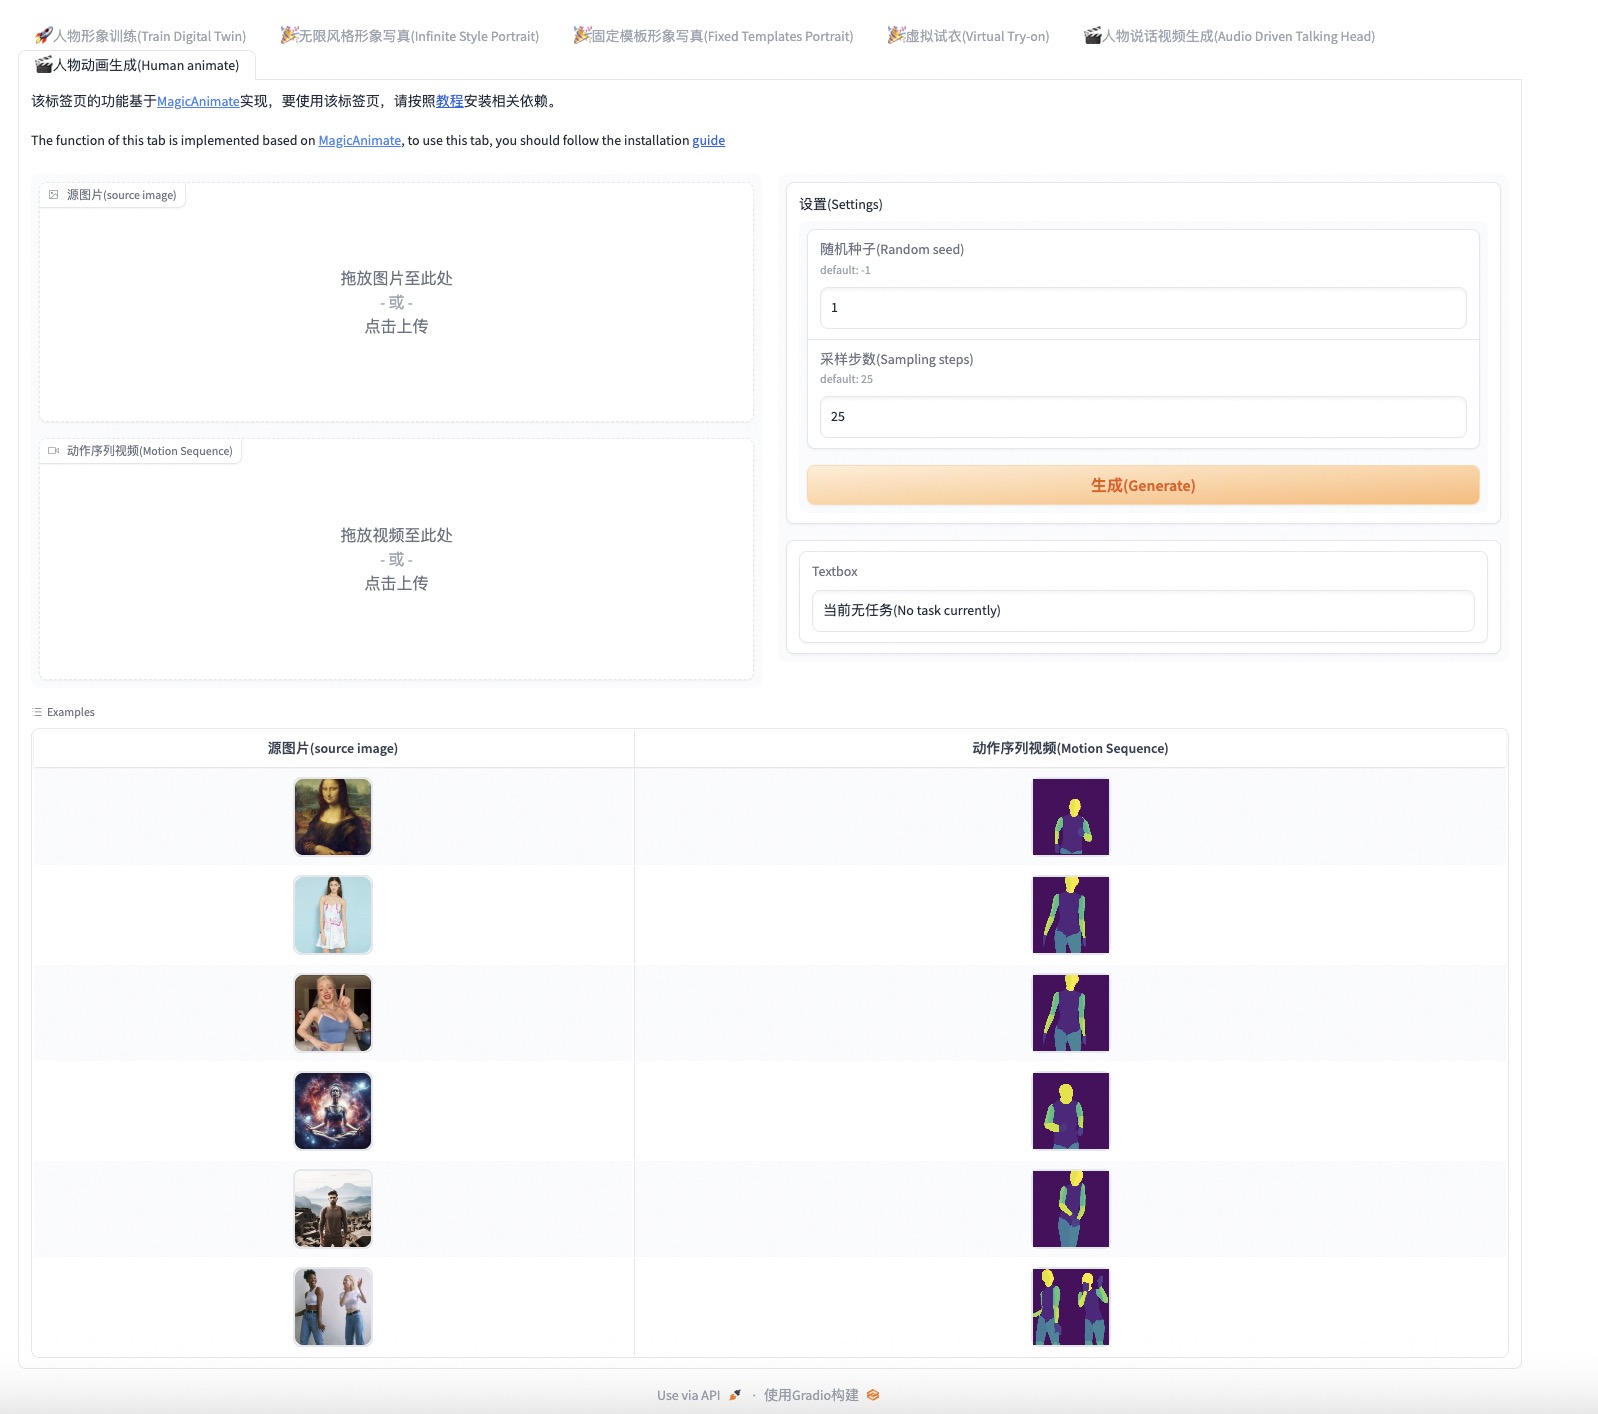 人物形象训练(Train Digital Twin)
无限风格形象写真(Infinite Style Portrait)
固定模板形象写真(Fixed Templates Portrait)
虚拟试衣(Virtual Try-on)
人物说话视频生成(Audio Driven Talking Head)
人物动画生成(Human animate)
该标签页的功能基于MagicAnimate实现，要使用该标签页，请按照教程安装相关依赖。
The function of this tab is implemented based on MagicAnimate, to use this tab, you should follow the installation guide
源图片(source image)
拖放图片至此处
- 或 -
点击上传
动作序列视频(Motion Sequence)
拖放视频至此处
- 或 -
点击上传
设置(Settings)
随机种子(Random seed)
default: -1
1
采样步数(Sampling steps)
default: 25
25
生成(Generate)
Textbox
当前无任务(No task currently)
Examples
源图片(source image)
动作序列视频(Motion Sequence)
Use via API
·
使用Gradio构建